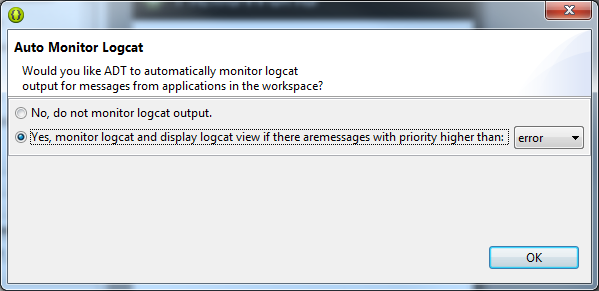 Auto Monitor Logcat
Would you like ADT to automatically monitor logcat
output for messages from applications in the workspace?
No, do not monitor logcat output.
Yes, monitor logcat and display logcat view if there aremessages with priority higher than: error
OK